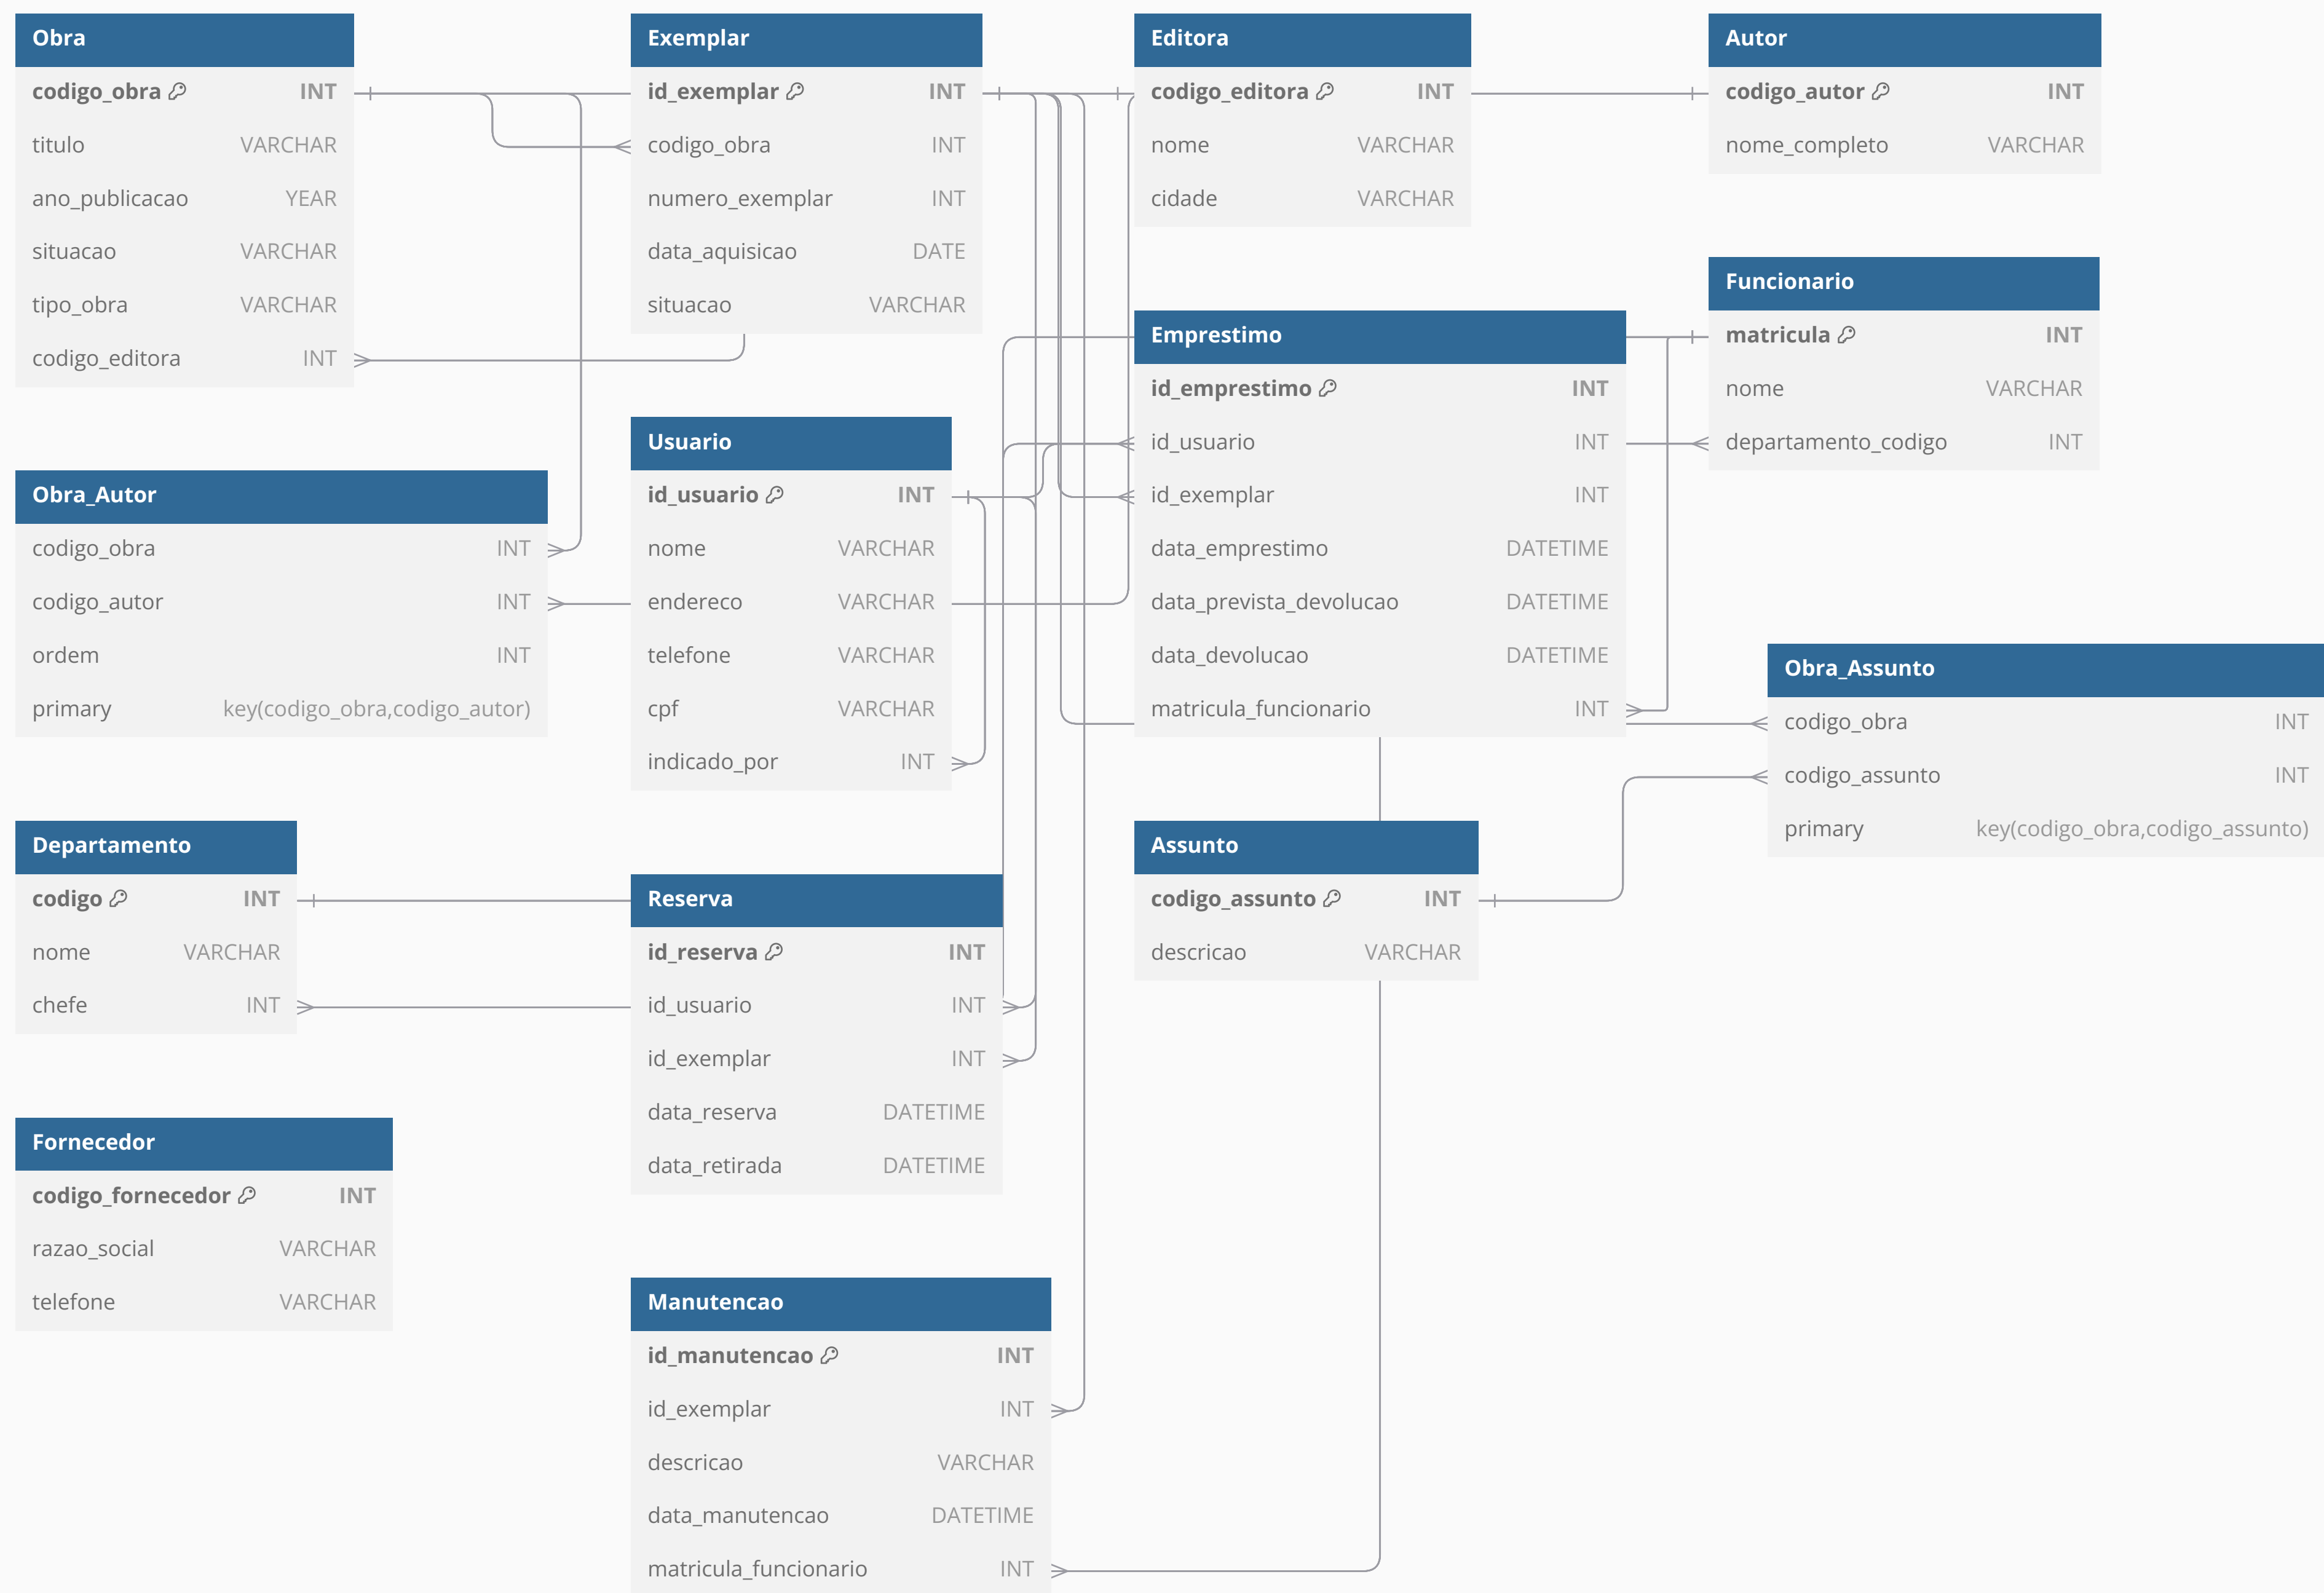 Obra
codigo_obra INT
titulo VARCHAR
ano_publicacao YEAR
situacao VARCHAR
tipo_obra VARCHAR
codigo_editora INT
Exemplar
id_exemplar INT
codigo_obra INT
numero_exemplar INT
data_aquisicao DATE
situacao VARCHAR
Editora
codigo_editora INT
nome VARCHAR
cidade VARCHAR
Autor
codigo_autor INT
nome_completo VARCHAR
Funcionario
matricula INT
nome VARCHAR
departamento_codigo INT
Emprestimo
id_emprestimo INT
id_usuario INT
id_exemplar INT
data_emprestimo DATETIME
data_prevista_devolucao DATETIME
data_devolucao DATETIME
matricula_funcionario INT
Usuario
id_usuario INT
nome VARCHAR
endereco VARCHAR
telefone VARCHAR
cpf VARCHAR
indicado_por INT
Obra_Autor
codigo_obra INT
codigo_autor INT
ordem INT
primary key(codigo_obra,codigo_autor)
Obra_Assunto
codigo_obra INT
codigo_assunto INT
primary key(codigo_obra,codigo_assunto)
Departamento
codigo INT
nome VARCHAR
chefe INT
Reserva
id_reserva INT
id_usuario INT
id_exemplar INT
data_reserva DATETIME
data_retirada DATETIME
Assunto
codigo_assunto INT
descricao VARCHAR
Fornecedor
codigo_fornecedor INT
razao_social VARCHAR
telefone VARCHAR
Manutencao
id_manutencao INT
id_exemplar INT
descricao VARCHAR
data_manutencao DATETIME
matricula_funcionario INT